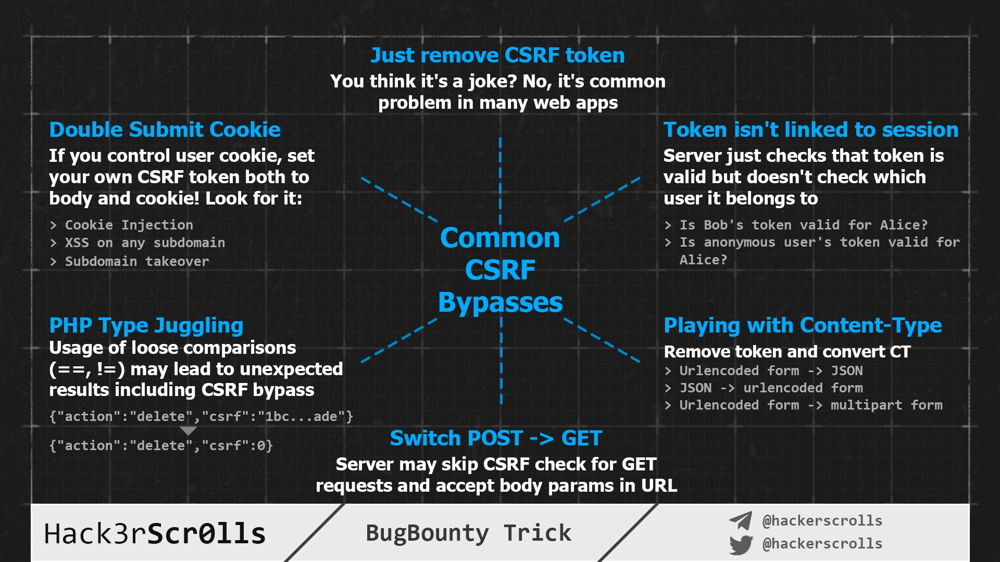 Just remove CSRF token
You think it's a joke? No, it's common
problem in many web apps
Double Submit Cookie
If you control user cookie, set
your own CSRF token both to
body and cookie! Look for it:
> Cookie Injection
> XSS on any subdomain
> Subdomain takeover
Token isn't linked to session
Server just checks that token is
valid but doesn't check which
user it belongs to
> Is Bob's token valid for Alice?
> Is anonymous user's token valid for
Alice?
Common
CSRF
Bypasses
PHP Type Juggling
Usage of loose comparisons
(==, !=) may lead to unexpected
results including CSRF bypass
{"action":"delete","csrf":"1bc...ade"}
{"action":"delete","csrf":0}
Playing with Content-Type
Remove token and convert CT
> Urlencoded form -> JSON
> JSON -> urlencoded form
> Urlencoded form -> multipart form
Switch POST -> GET
Server may skip CSRF check for GET
requests and accept body params in URL
Hack3rScr0lls
BugBounty Trick
@hackerscrolls
@hackerscrolls